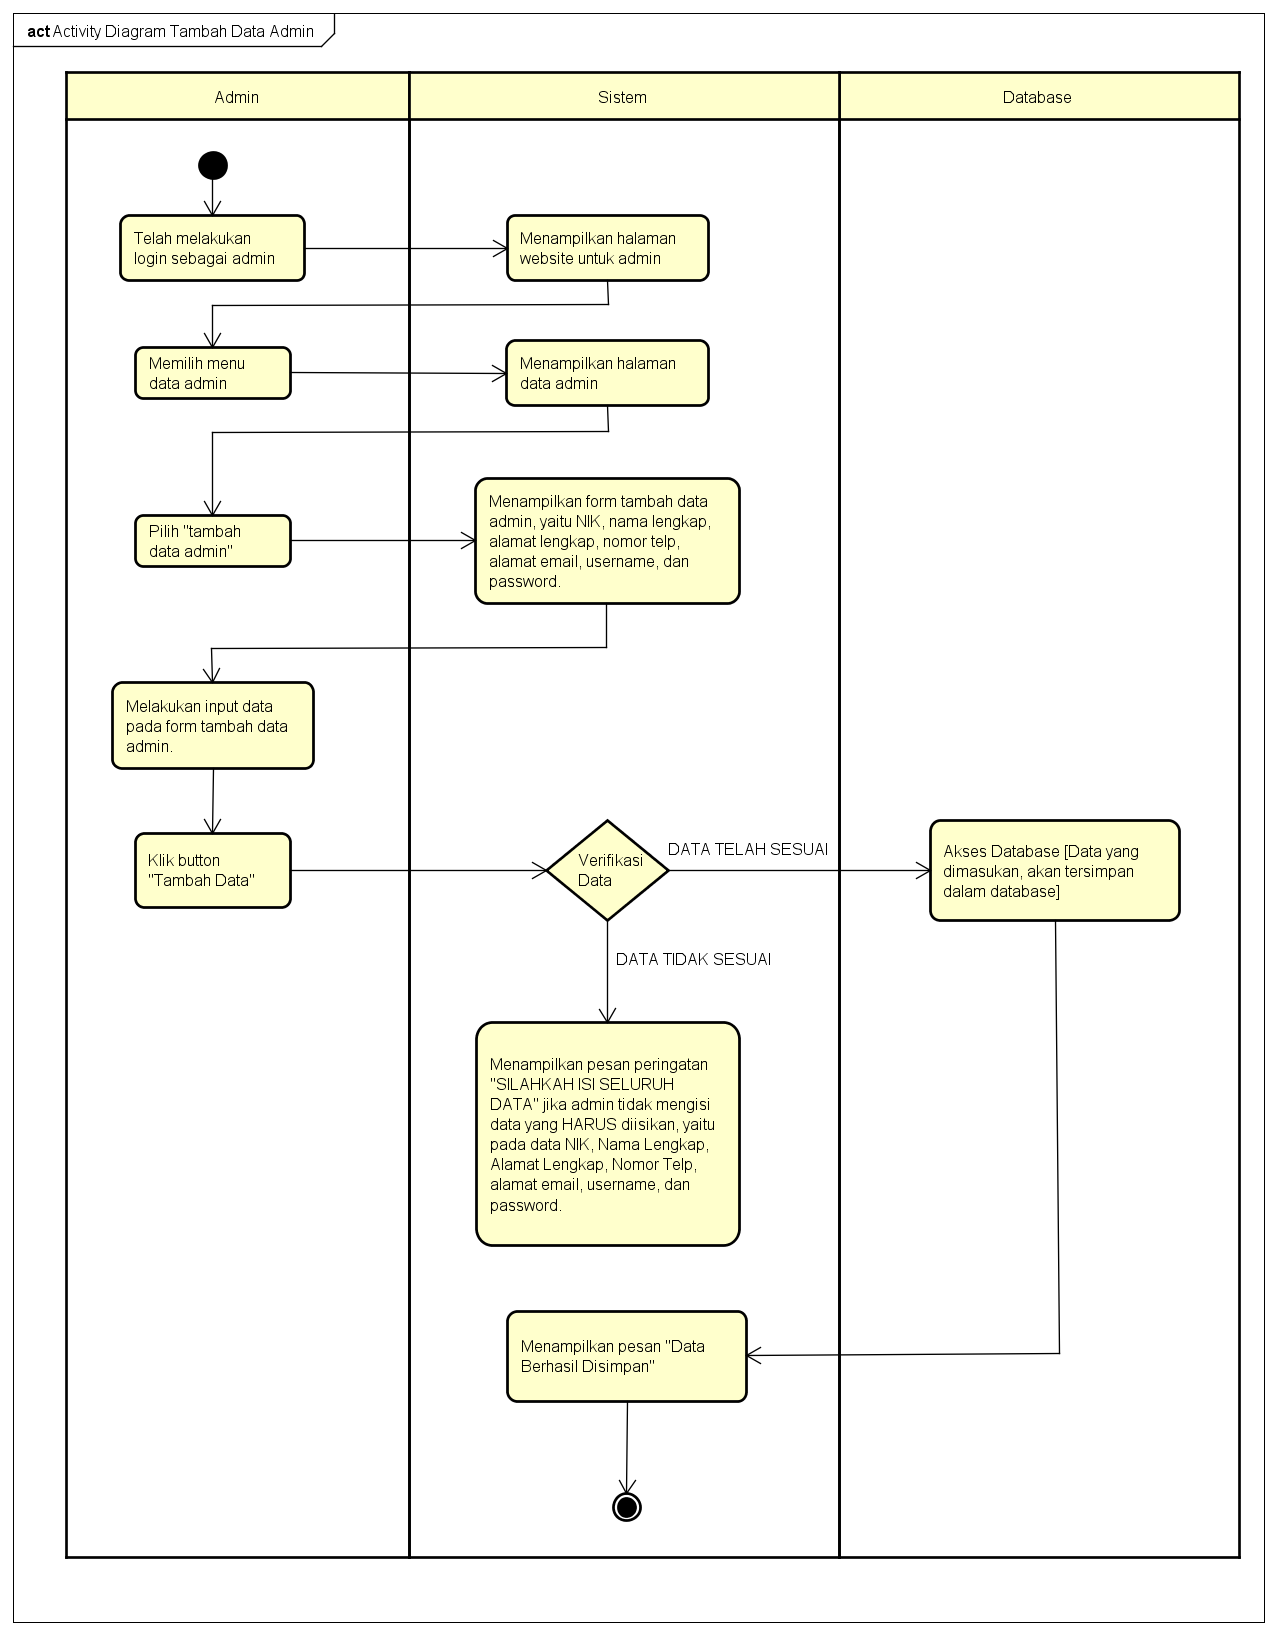 act Activity Diagram Tambah Data Admin
Admin
Sistem
Database
Telah melakukan
login sebagai admin
Menampilkan halaman
website untuk admin
Memilih menu
data admin
Menampilkan halaman
data admin
Pilih "tambah
data admin"
Menampilkan form tambah data
admin, yaitu NIK, nama lengkap,
alamat lengkap, nomor telp,
alamat email, username, dan
password.
Melakukan input data
pada form tambah data
admin.
Klik button
"Tambah Data"
Verifikasi
Data
DATA TELAH SESUAI
Akses Database [Data yang
dimasukan, akan tersimpan
dalam database]
DATA TIDAK SESUAI
Menampilkan pesan peringatan
"SILAHKAH ISI SELURUH
DATA" jika admin tidak mengisi
data yang HARUS diisikan, yaitu
pada data NIK, Nama Lengkap,
Alamat Lengkap, Nomor Telp,
alamat email, username, dan
password.
Menampilkan pesan "Data
Berhasil Disimpan"